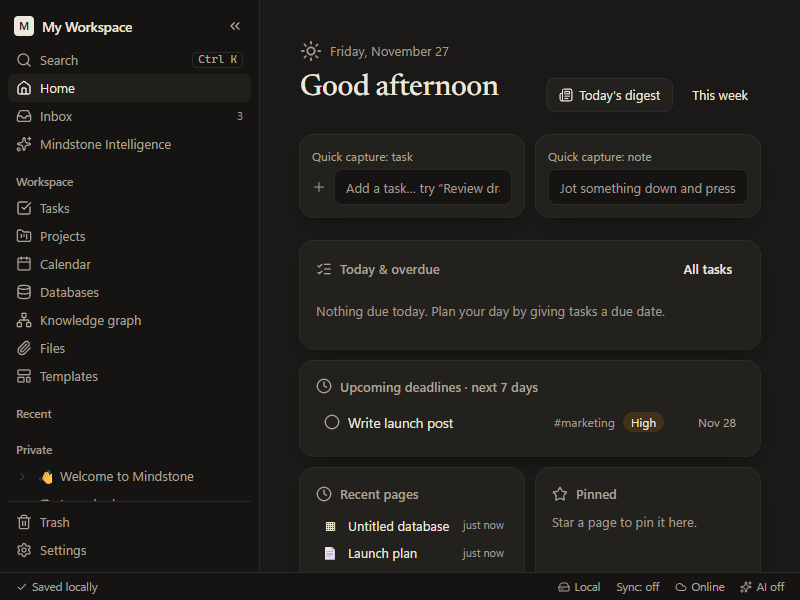 M My Workspace
Search Ctrl K
Home
Inbox 3
Mindstone Intelligence
Workspace
Tasks
Projects
Calendar
Databases
Knowledge graph
Files
Templates
Recent
Private
Welcome to Mindstone
Trash
Settings
Saved locally
Friday, November 27
Good afternoon
Today's digest
This week
Quick capture: task
Add a task… try “Review dr
Quick capture: note
Jot something down and press
Today & overdue
All tasks
Nothing due today. Plan your day by giving tasks a due date.
Upcoming deadlines · next 7 days
Write launch post #marketing High Nov 28
Recent pages
Untitled database just now
Launch plan just now
Pinned
Star a page to pin it here.
Local Sync: off Online AI off